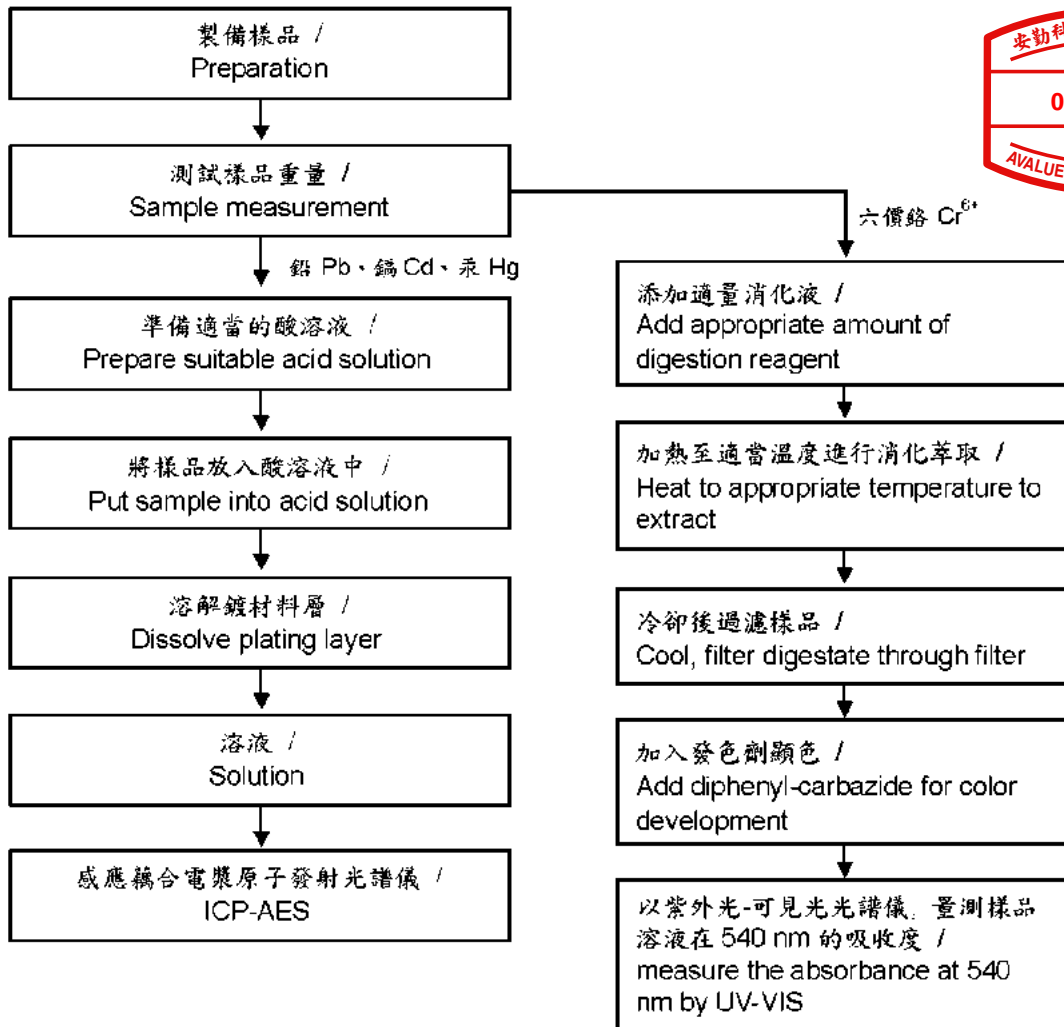 製備樣品 /
Preparation
測試樣品重量 /
Sample measurement
鉛 Pb、鎘 Cd、汞 Hg
準備適當的酸溶液 /
Prepare suitable acid solution
將樣品放入酸溶液中 /
Put sample into acid solution
溶解鍍材料層 /
Dissolve plating layer
溶液 /
Solution
感應藕合電漿原子發射光譜儀 /
ICP-AES
六價鉻 Cr6+
添加適量消化液 /
Add appropriate amount of
digestion reagent
加熱至適當溫度進行消化萃取 /
Heat to appropriate temperature to
extract
冷卻後過濾樣品 /
Cool, filter digestate through filter
加入發色劑顯色 /
Add diphenyl-carbazide for color
development
以紫外光-可見光光譜儀, 量測樣品
溶液在 540 nm 的吸收度 /
measure the absorbance at 540
nm by UV-VIS
安勤科
0
AVALUE